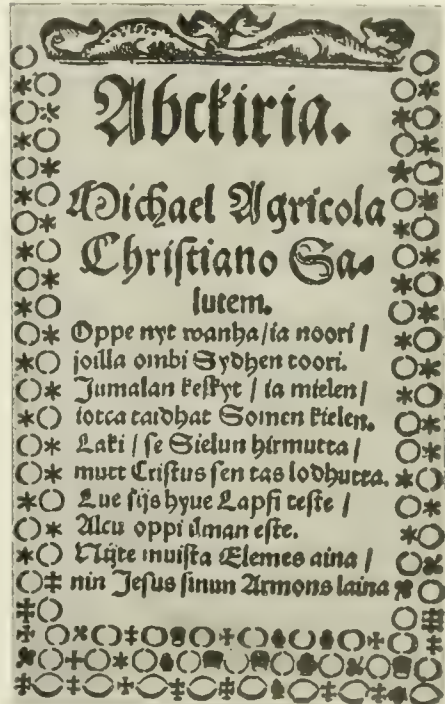 Abckiria.
Michael Agricola
Christiano Sa⸗
lutem.
Oppe nyt wanha / ia noori /
joilla ombi Sydhen toori.
Jumalan keskyt / ia mielen /
iotca taidhat Somen kielen.
Laki / se Sielun hirmutta /
mutt Cristus sen tas lodhutta.
Lue sijs hyue Lapsi teste /
Alcu oppi ilman este.
Nijte muista Elemes aina /
nin Jesus sinun Armons laina